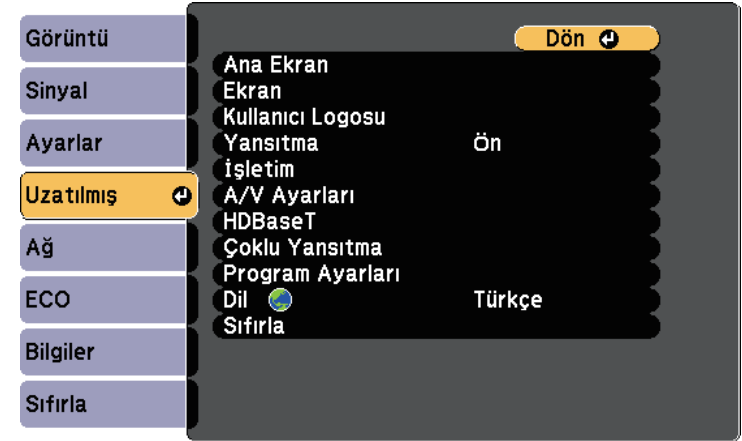 Görüntü
Sinyal
Ayarlar
Uzatılmış
Ağ
ECO
Bilgiler
Sıfırla
Dön
Ana Ekran
Ekran
Kullanıcı Logosu
Yansıtma Ön
İşletim
A/V Ayarları
HDBaseT
Çoklu Yansıtma
Program Ayarları
Dil Türkçe
Sıfırla